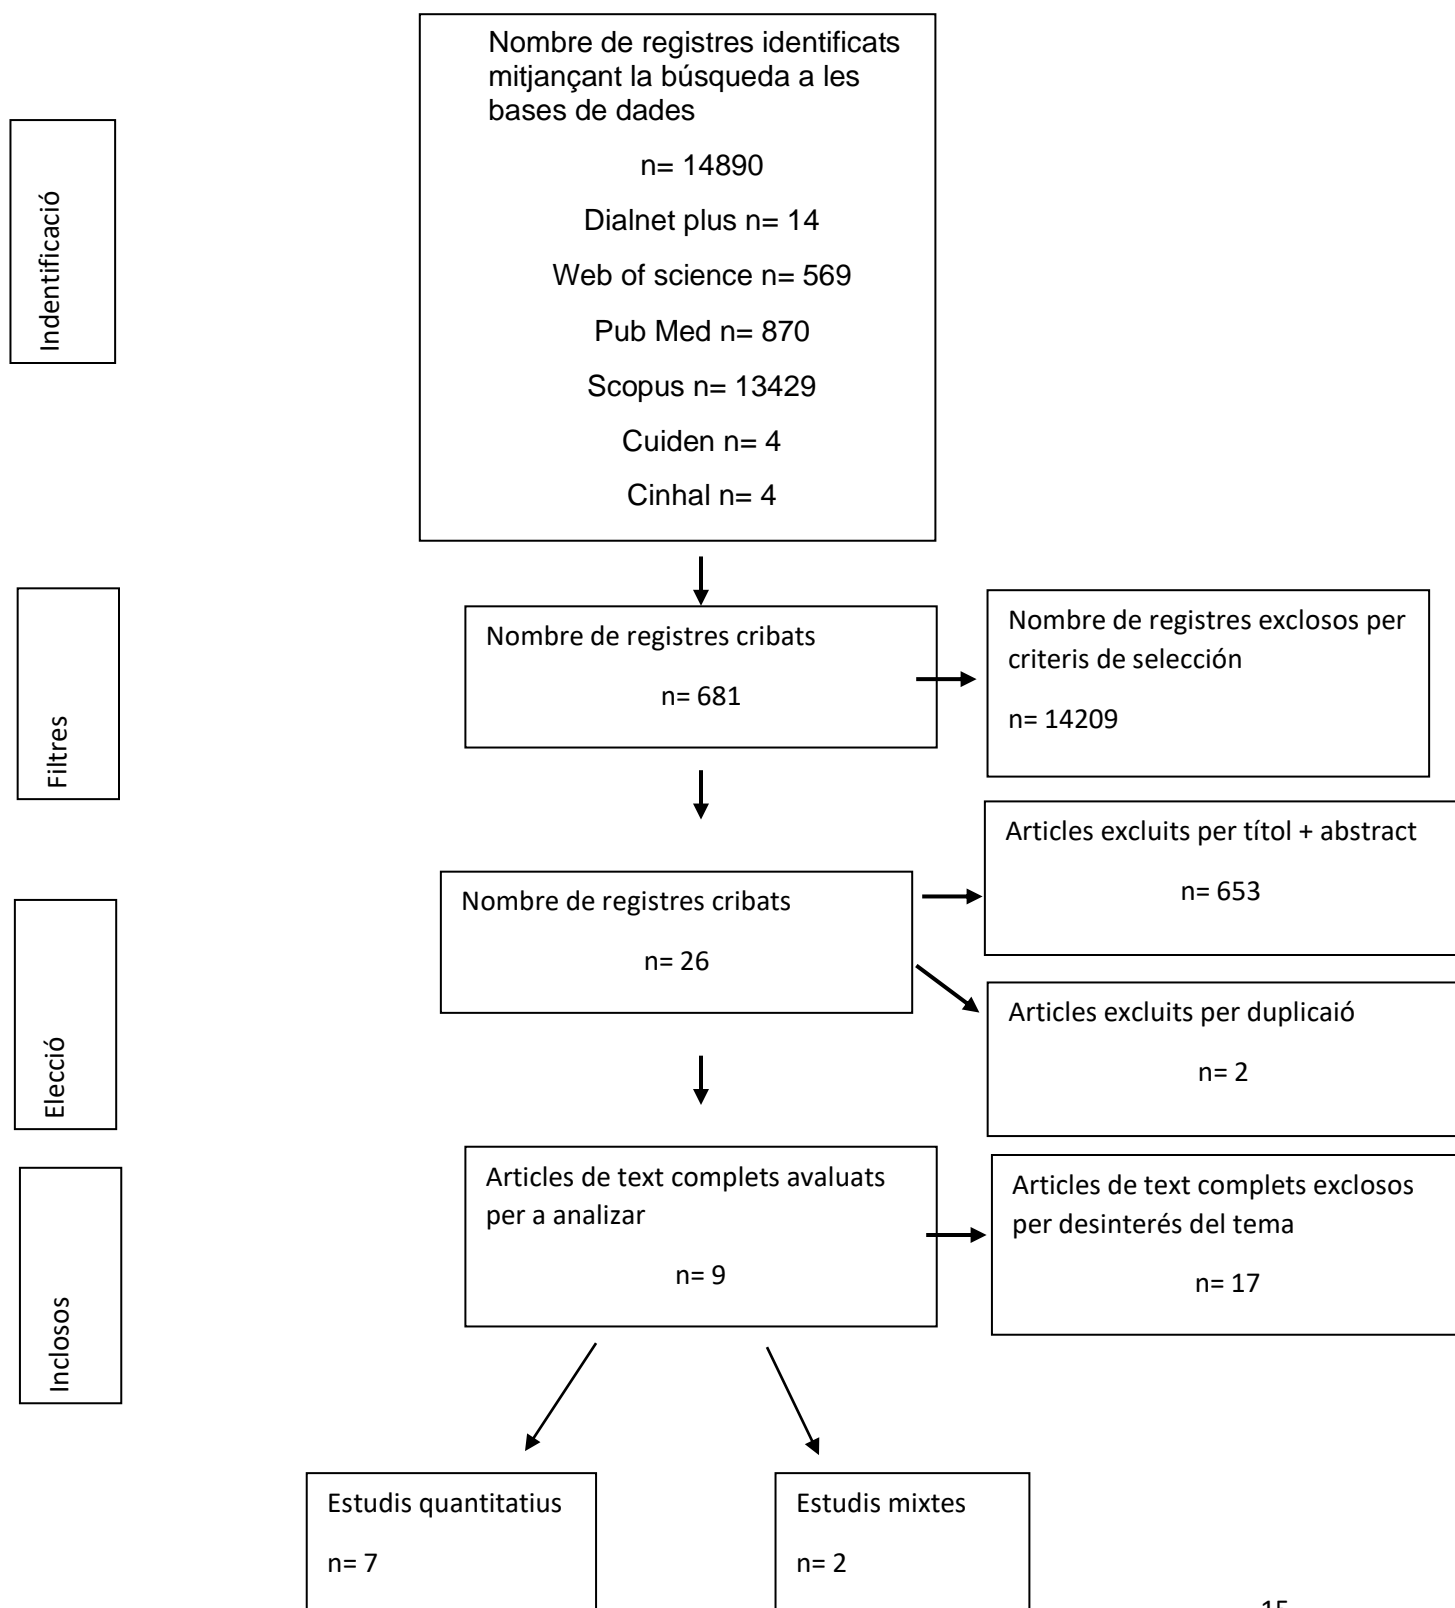 Nombre de registres identificats
mitjançant la búsqueda a les
bases de dades
n= 14890
Dialnet plus n= 14
Web of science n= 569
Pub Med n= 870
Scopus n= 13429
Cuiden n= 4
Cinhal n= 4
Indentificació
Nombre de registres cribats
n= 681
Nombre de registres exclosos per
criteris de selección
n= 14209
Filtres
Articles excluits per títol + abstract
n= 653
Nombre de registres cribats
n= 26
Articles excluits per duplicaió
n= 2
Elecció
Articles de text complets avaluats
per a analizar
n= 9
Articles de text complets exclosos
per desinterés del tema
n= 17
Inclosos
Estudis quantitatius
n= 7
Estudis mixtes
n= 2
15